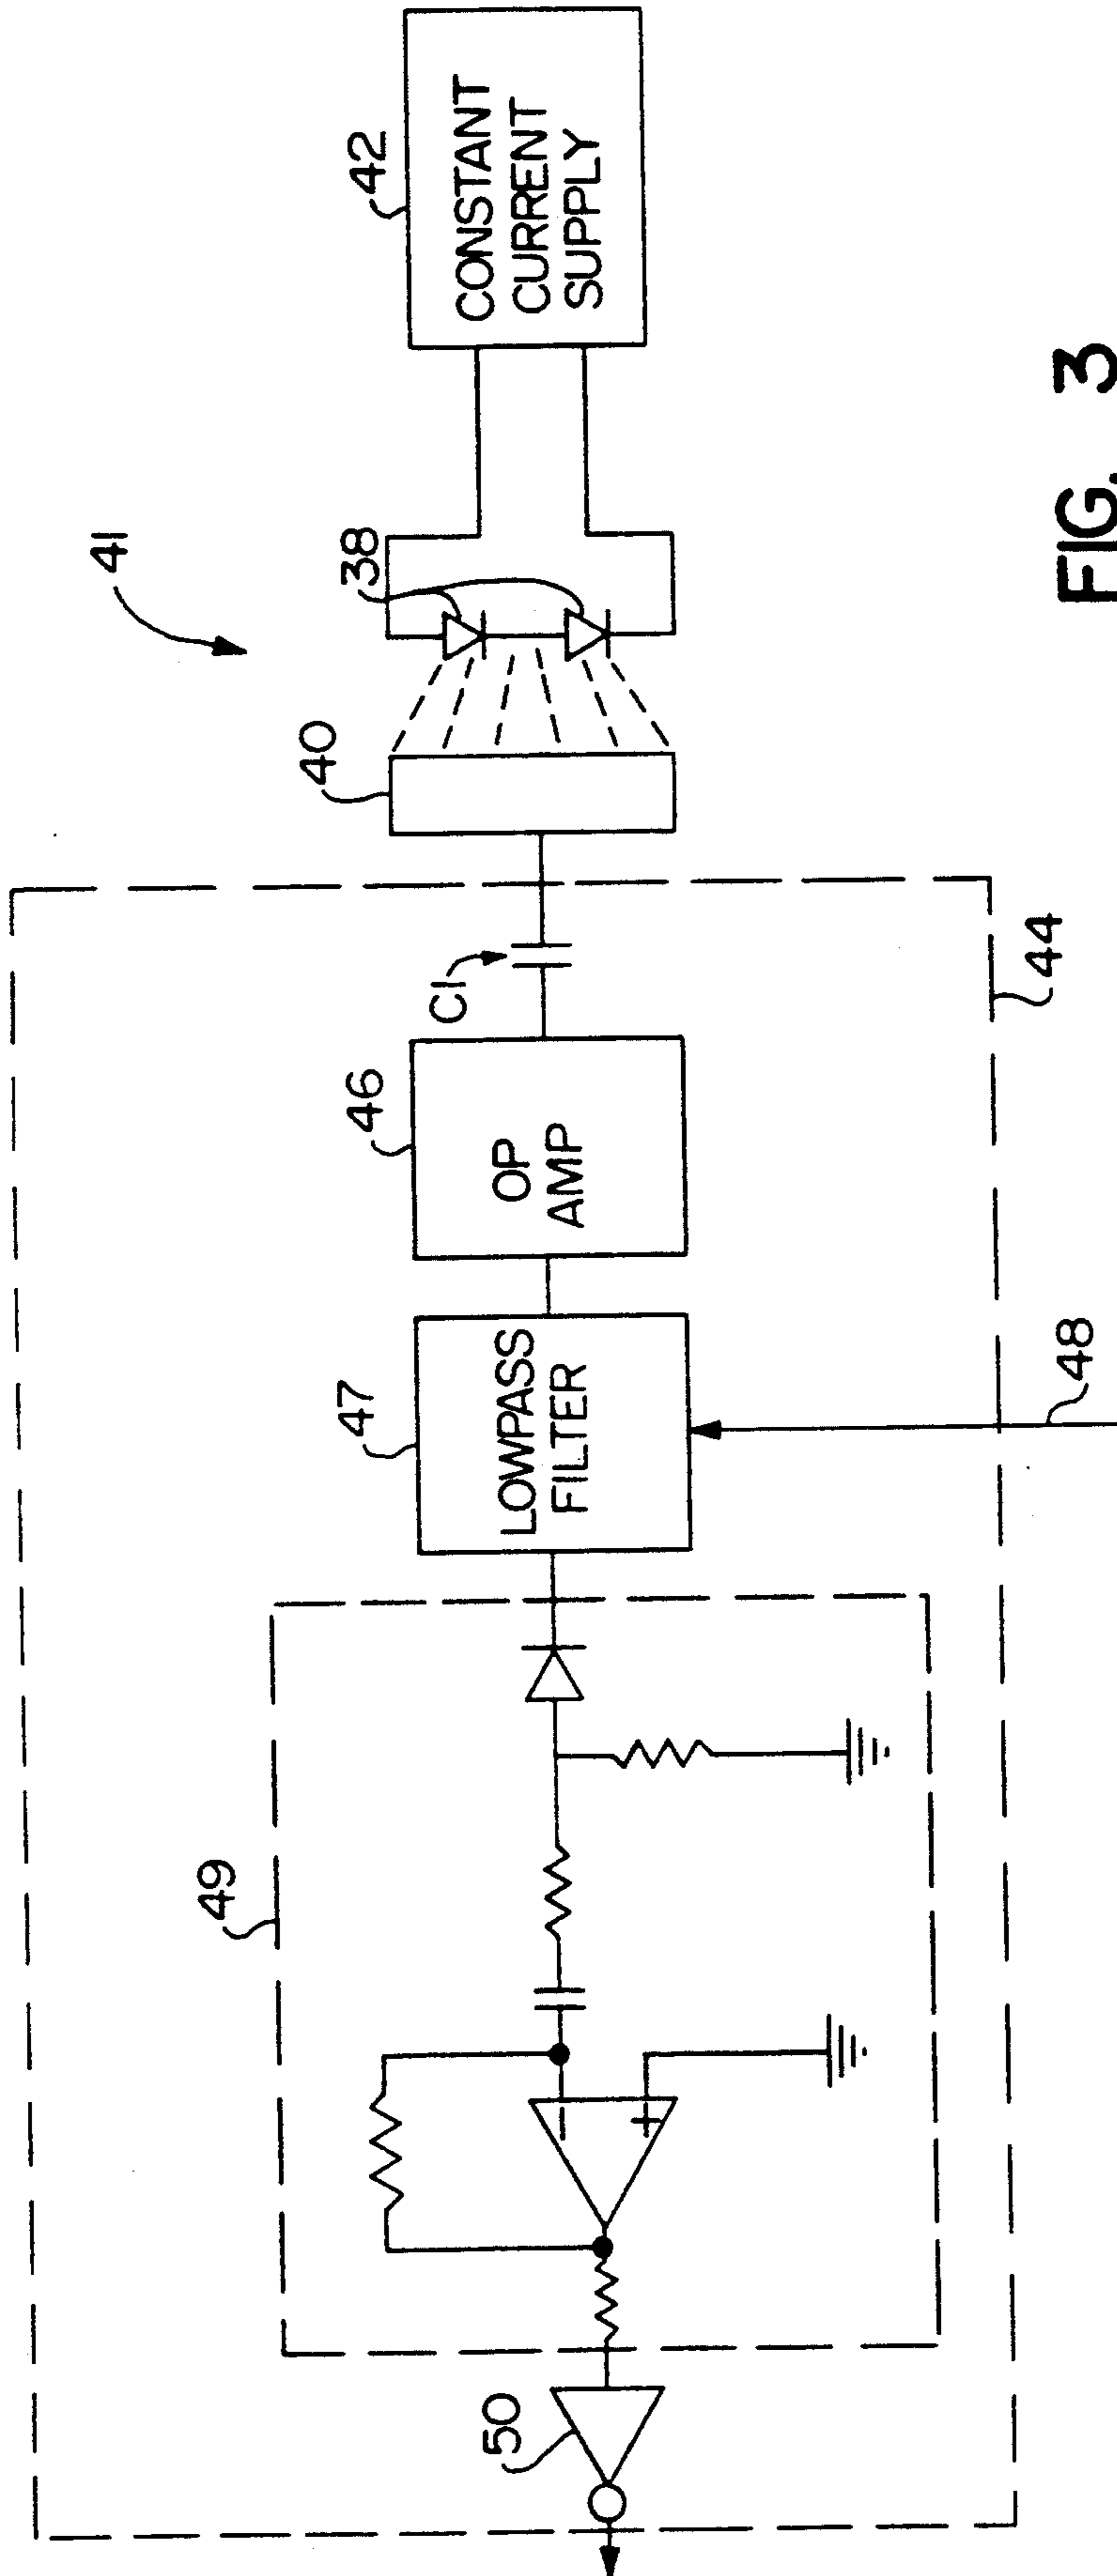 41
42
CONSTANT
CURRENT
SUPPLY
38
40
C1
46
OP
AMP
47
LOWPASS
FILTER
48
44
49
−
+
50
FIG. 3